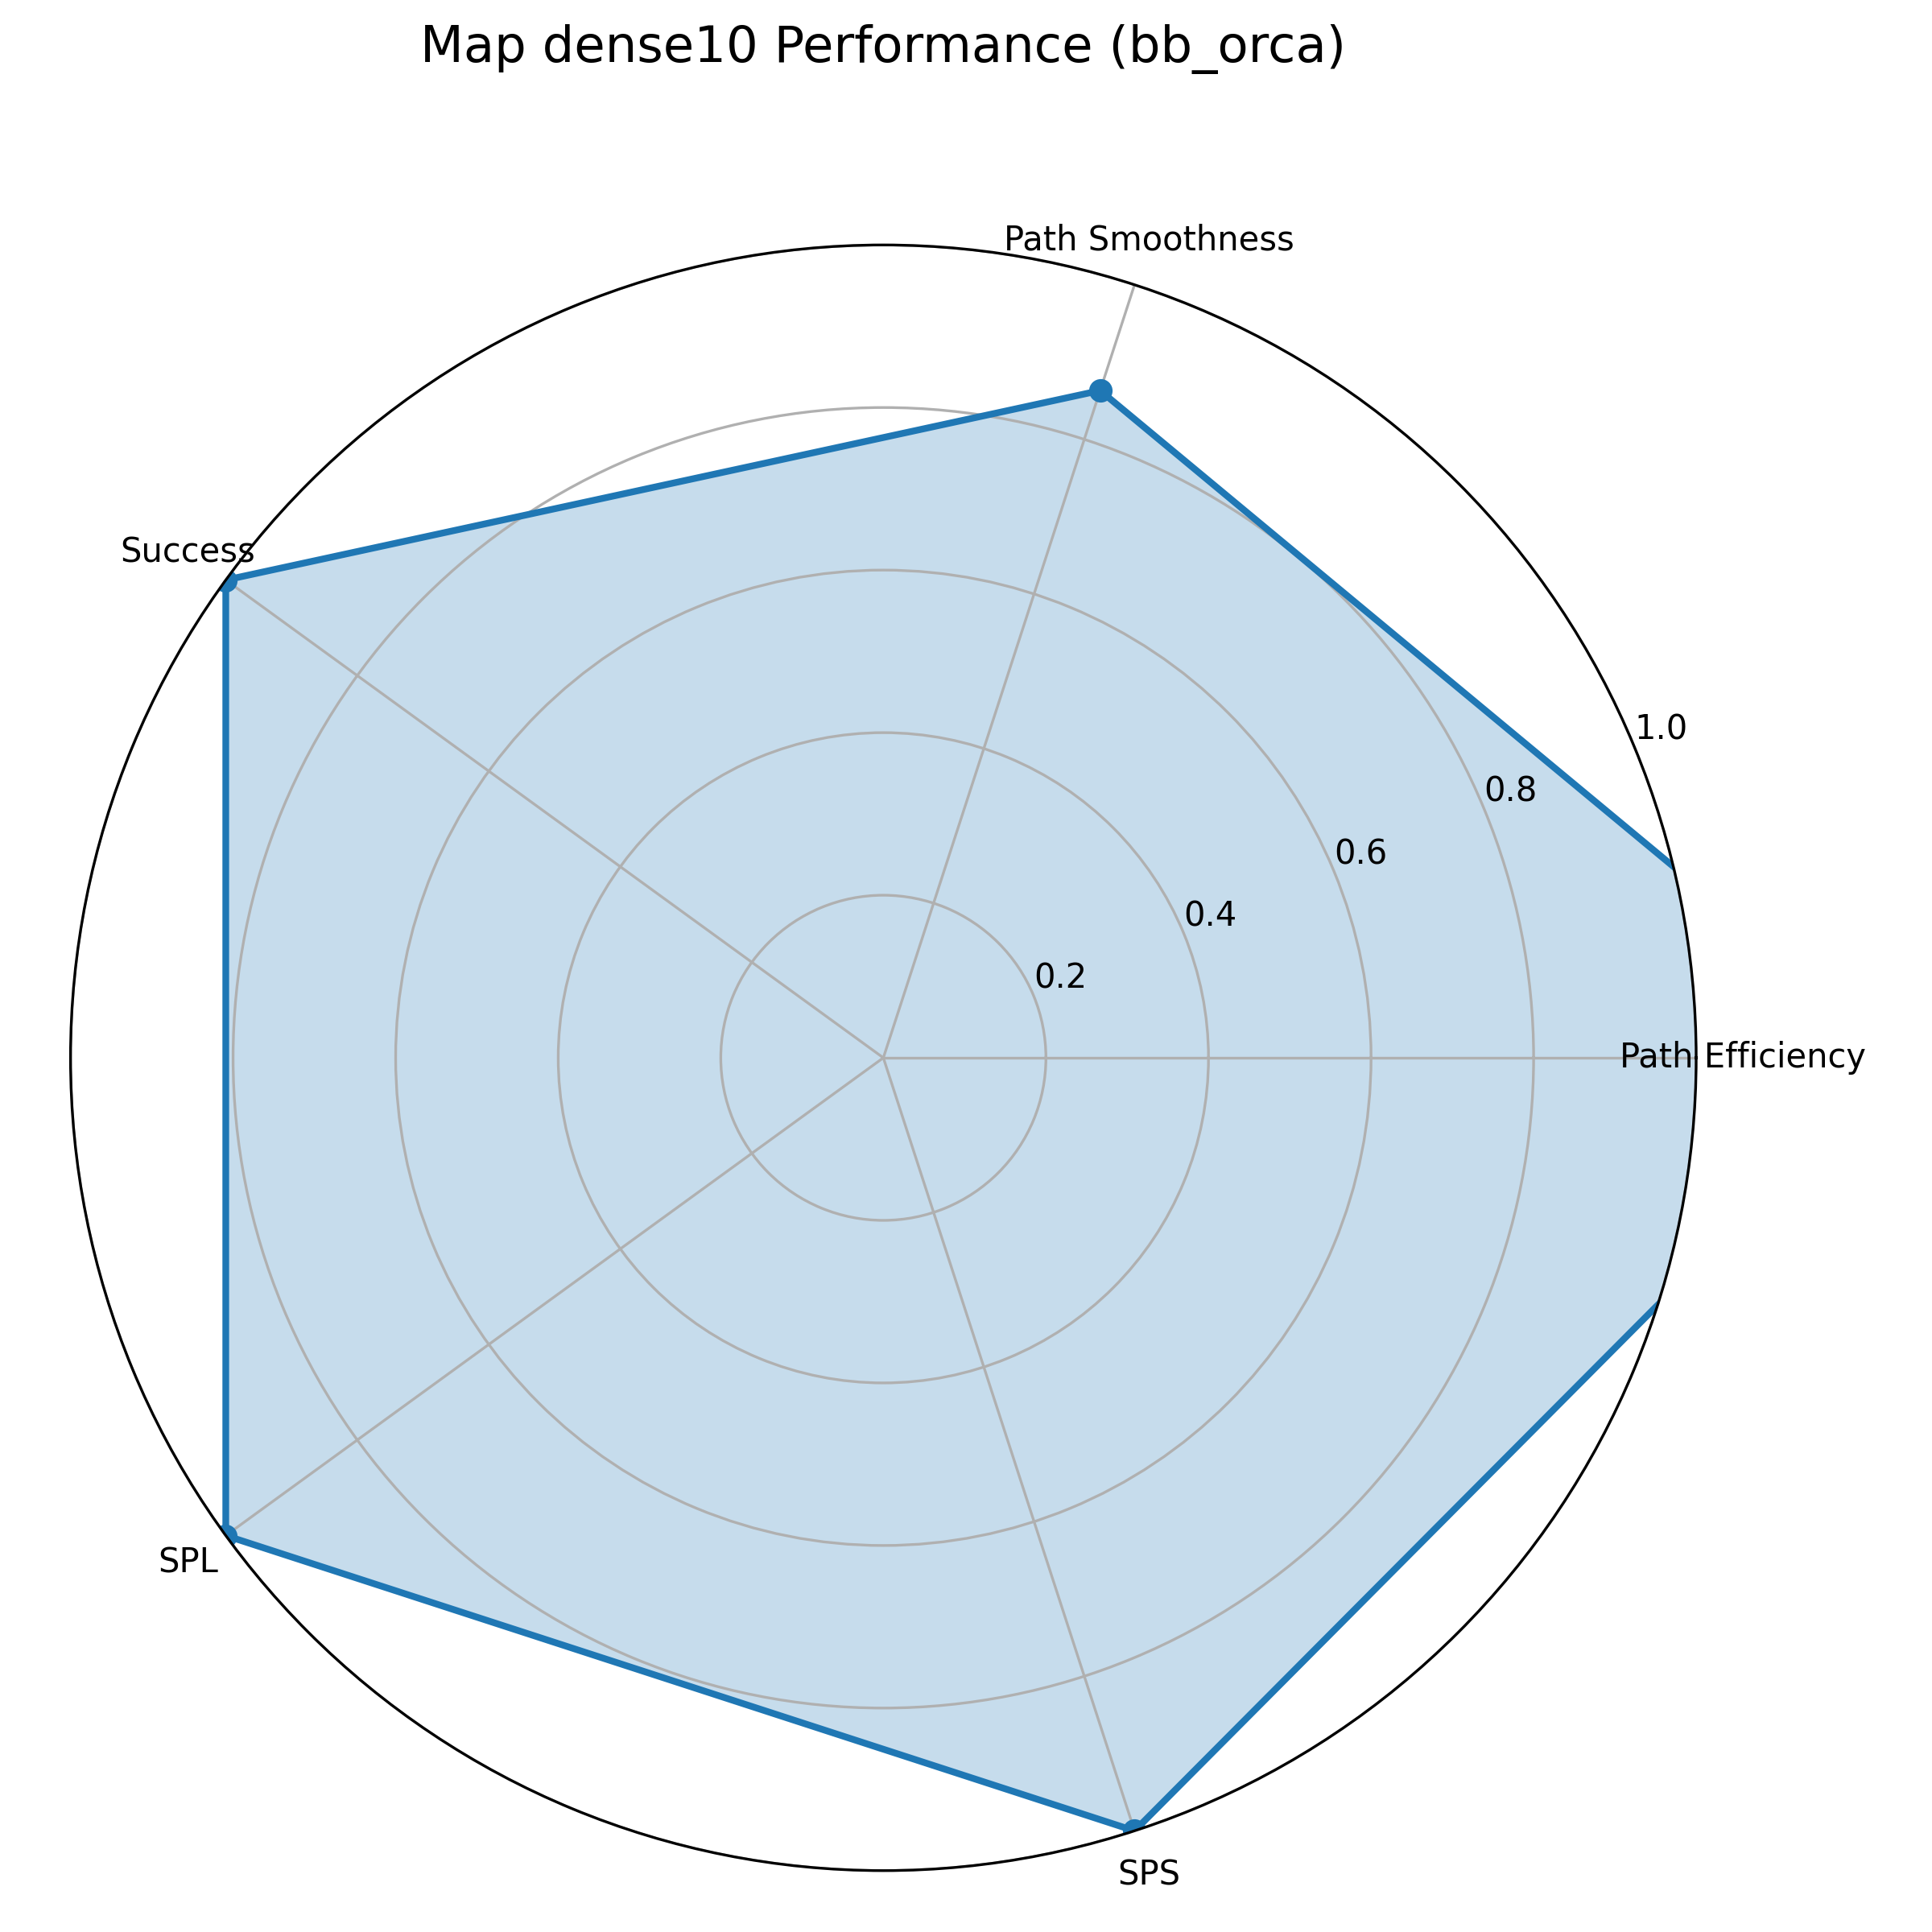 Map dense10 Performance (bb_orca)
Path Smoothness
Success
1.0
0.8
0.6
0.4
0.2
Path Efficiency
SPL
SPS